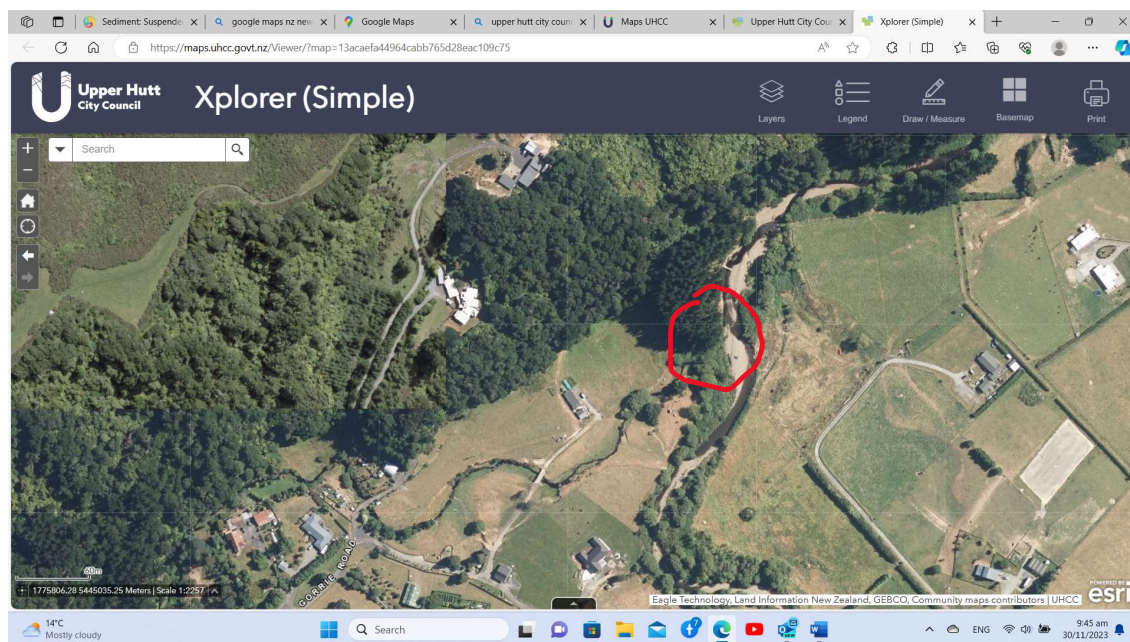 Sediment: Suspende
google maps nz new
Google Maps
upper hutt city coun
Maps UHCC
Upper Hutt City Cou
Xplorer (Simple)
https://maps.uhcc.govt.nz/Viewer/?map=13acaefa44964cabb765d28eac109c75
Upper Hutt
City Council
Xplorer (Simple)
Layers
Legend
Draw / Measure
Basemap
Print
Search
GORRIE ROAD
60m
1775806.28 5445035.25 Meters | Scale 1:2257
Eagle Technology, Land Information New Zealand, GEBCO, Community maps contributors | UHCC
POWERED BY
esri
14°C
Mostly cloudy
Search
ENG
9:45 am
30/11/2023